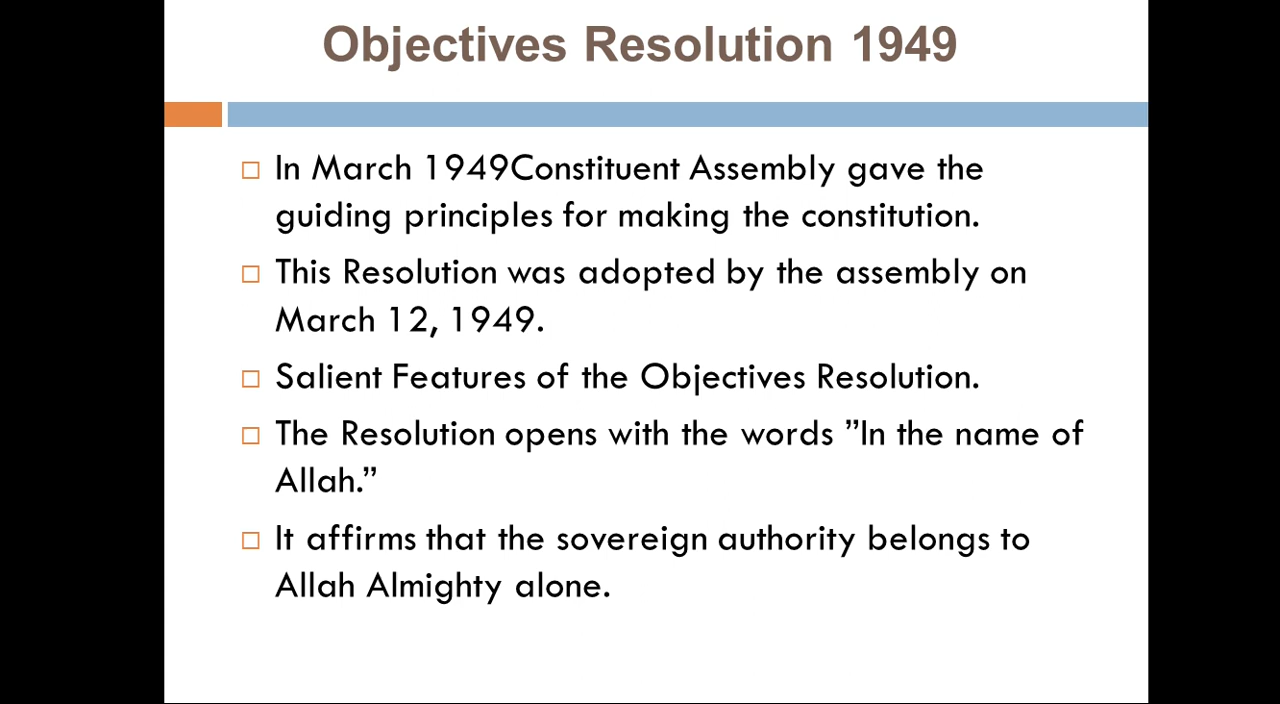 Objectives Resolution 1949
In March 1949Constituent Assembly gave the
guiding principles for making the constitution.
This Resolution was adopted by the assembly on
March 12, 1949.
Salient Features of the Objectives Resolution.
The Resolution opens with the words ”In the name of
Allah.”
It affirms that the sovereign authority belongs to
Allah Almighty alone.